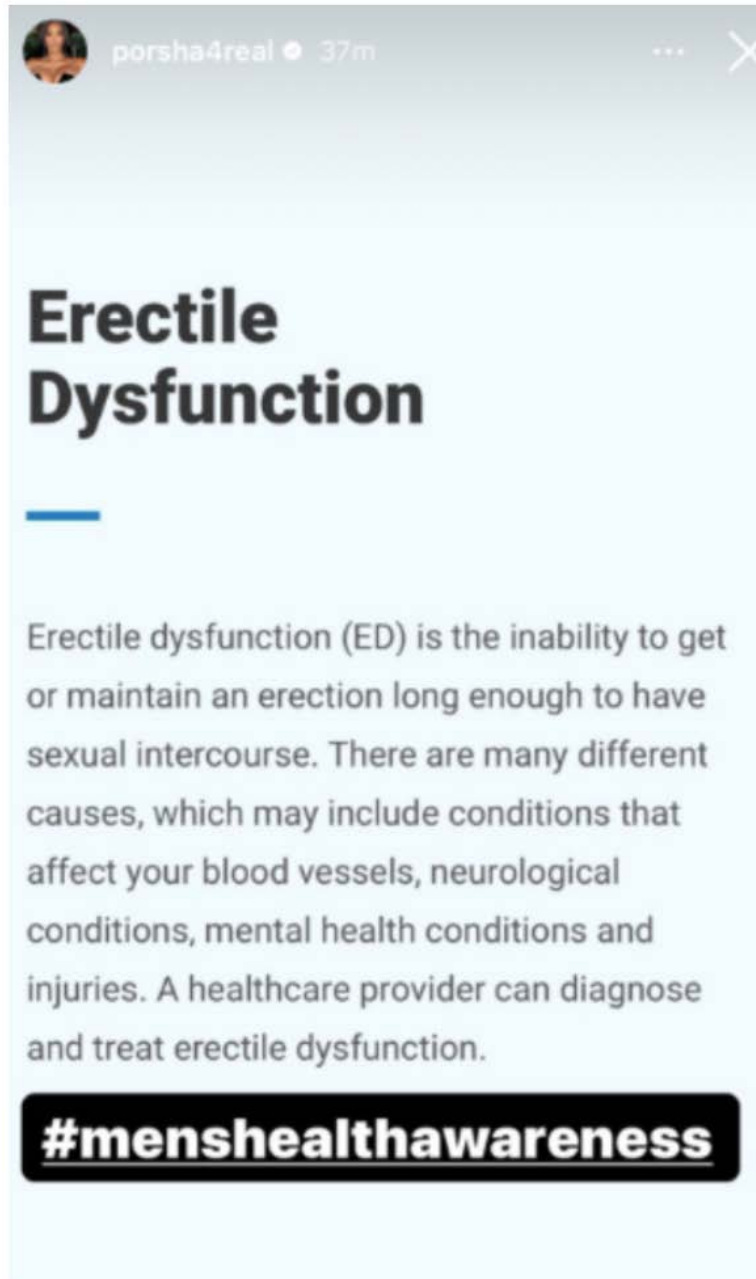 porsha4real 37m
Erectile
Dysfunction
Erectile dysfunction (ED) is the inability to get
or maintain an erection long enough to have
sexual intercourse. There are many different
causes, which may include conditions that
affect your blood vessels, neurological
conditions, mental health conditions and
injuries. A healthcare provider can diagnose
and treat erectile dysfunction.
#menshealthawareness